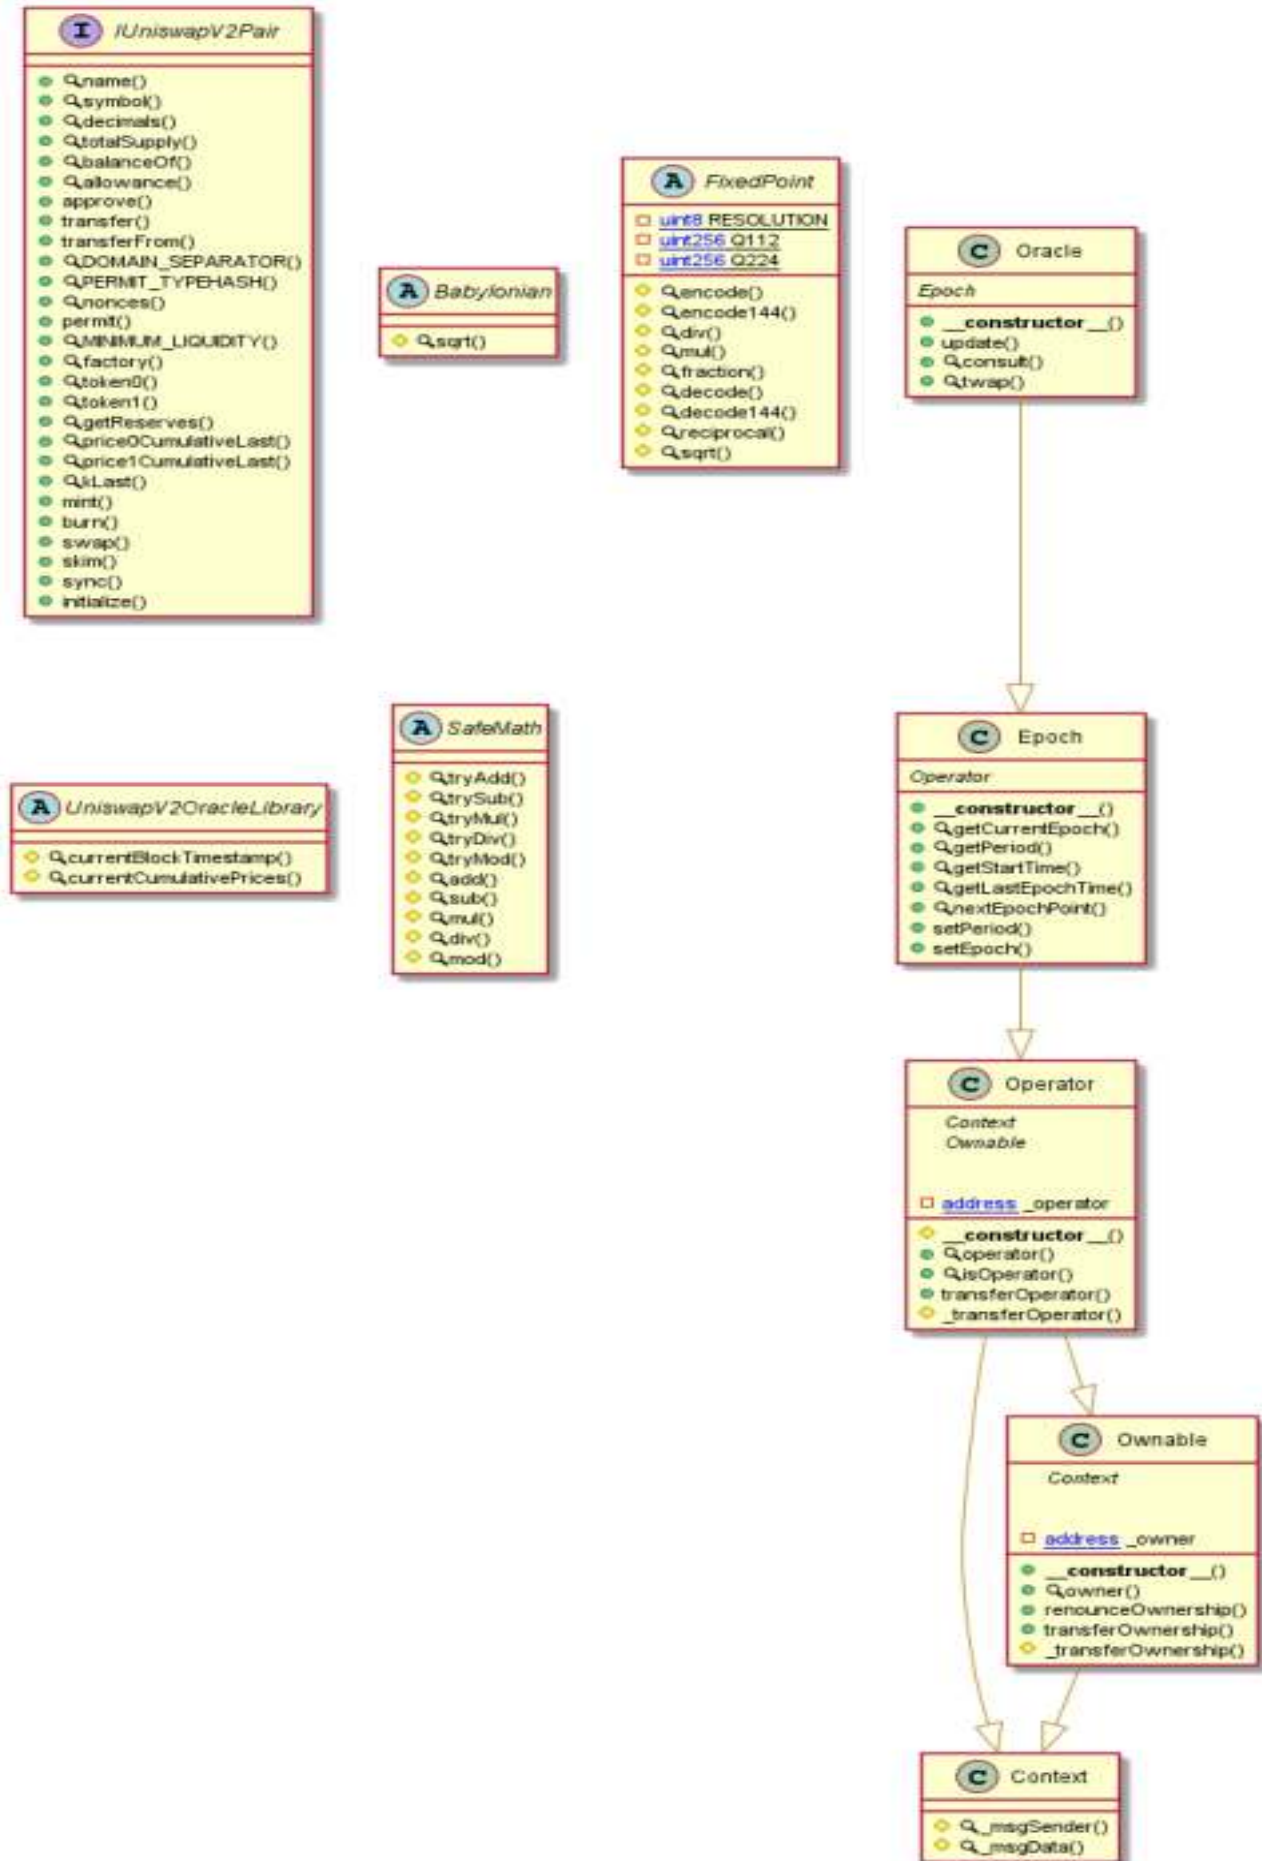 I IUniswapV2Pair
name()
symbol()
decimals()
totalSupply()
balanceOf()
allowance()
approve()
transfer()
transferFrom()
DOMAIN_SEPARATOR()
PERMIT_TYPEHASH()
nonces()
permit()
MINIMUM_LIQUIDITY()
factory()
token0()
token1()
getReserves()
price0CumulativeLast()
price1CumulativeLast()
kLast()
mint()
burn()
swap()
skim()
sync()
initialize()
A Babylonian
sqrt()
A FixedPoint
uint8 RESOLUTION
uint256 Q112
uint256 Q224
encode()
encode144()
div()
mul()
fraction()
decode()
decode144()
reciprocal()
sqrt()
C Oracle
Epoch
__constructor__()
update()
consult()
twap()
A UniswapV2OracleLibrary
currentBlockTimestamp()
currentCumulativePrices()
A SafeMath
tryAdd()
trySub()
tryMul()
tryDiv()
tryMod()
add()
sub()
mul()
div()
mod()
C Epoch
Operator
__constructor__()
getCurrentEpoch()
getPeriod()
getStartTime()
getLastEpochTime()
nextEpochPoint()
setPeriod()
setEpoch()
C Operator
Context
Ownable
address _operator
__constructor__()
operator()
isOperator()
transferOperator()
_transferOperator()
C Ownable
Context
address _owner
__constructor__()
owner()
renounceOwnership()
transferOwnership()
_transferOwnership()
C Context
_msgSender()
_msgData()